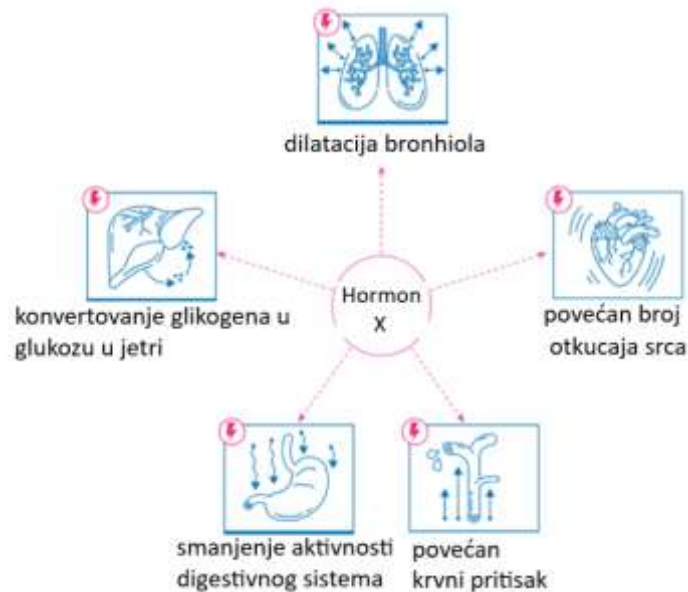 dilatacija bronhiola
konvertovanje glikogena u
glukozu u jetri
Hormon
X
povećan broj
otkucaja srca
smanjenje aktivnosti
digestivnog sistema
povećan
krvni pritisak